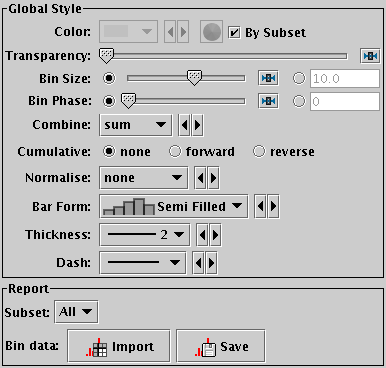 Global Style
Color: By Subset
Transparency:
Bin Size: 10.0
Bin Phase: 0
Combine: sum
Cumulative: none forward reverse
Normalise: none
Bar Form: Semi Filled
Thickness: 2
Dash:
Report
Subset: All
Bin data: Import Save